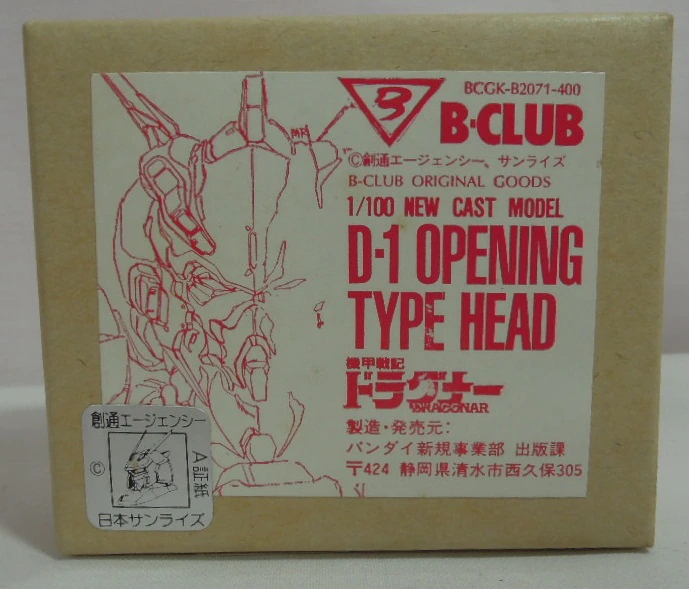 BCGK-B2071-400
B B-CLUB
©創通エージェンシー、サンライズ
B-CLUB ORIGINAL GOODS
1/100 NEW CAST MODEL
D-1 OPENING
TYPE HEAD
機甲戦記
ドラグナー
DRAGONAR
製造・発売元:
バンダイ新規事業部 出版課
〒424 静岡県清水市西久保305
創通エージェンシー
© A証紙
日本サンライズ